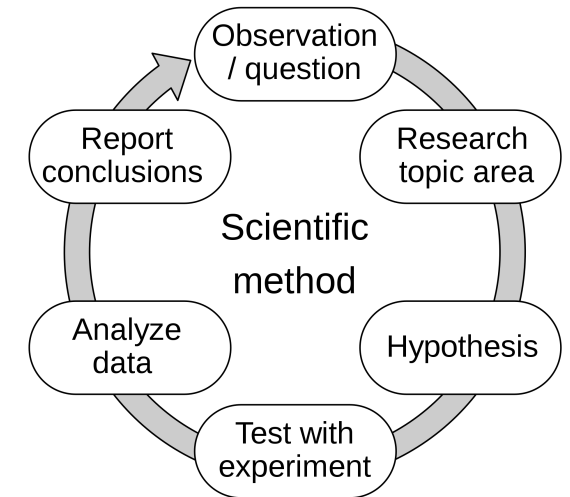 Observation
/ question
Research
topic area
Hypothesis
Test with
experiment
Analyze
data
Report
conclusions
Scientific
method